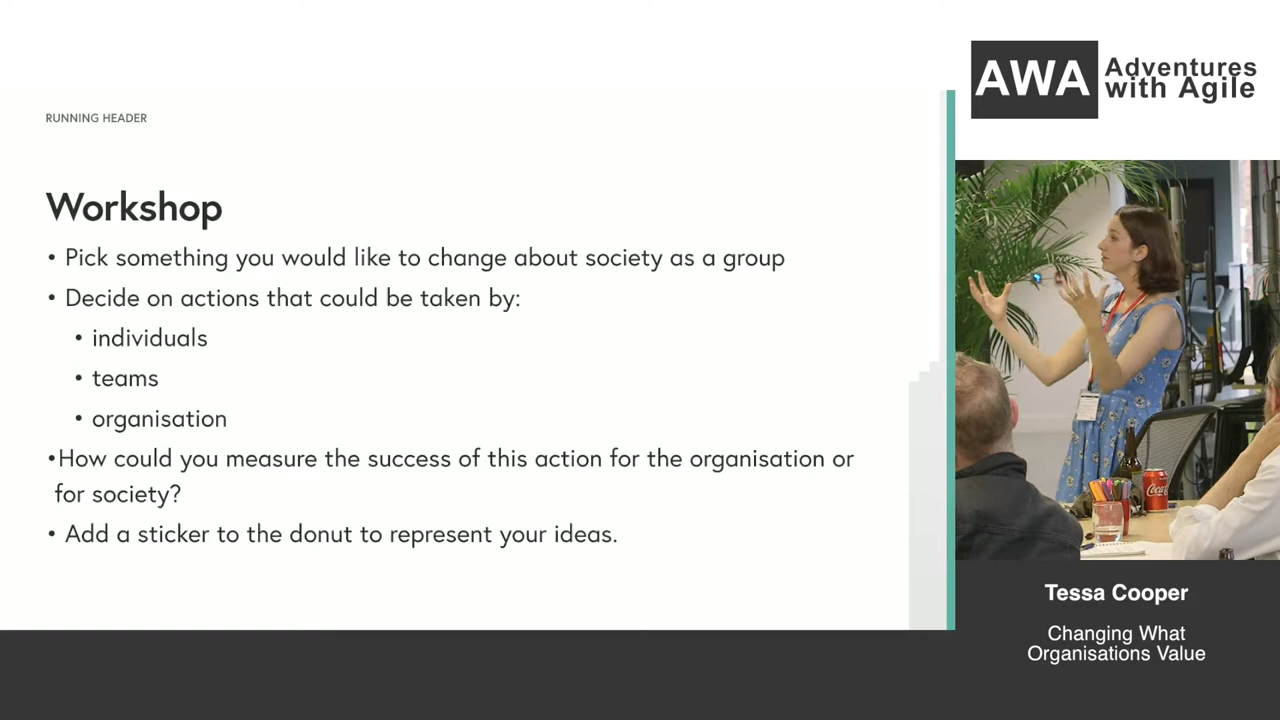 RUNNING HEADER
Workshop
• Pick something you would like to change about society as a group
• Decide on actions that could be taken by:
• individuals
• teams
• organisation
•How could you measure the success of this action for the organisation or
for society?
• Add a sticker to the donut to represent your ideas.
AWA
Adventures
with Agile
Coca-Cola
Tessa Cooper
Changing What
Organisations Value